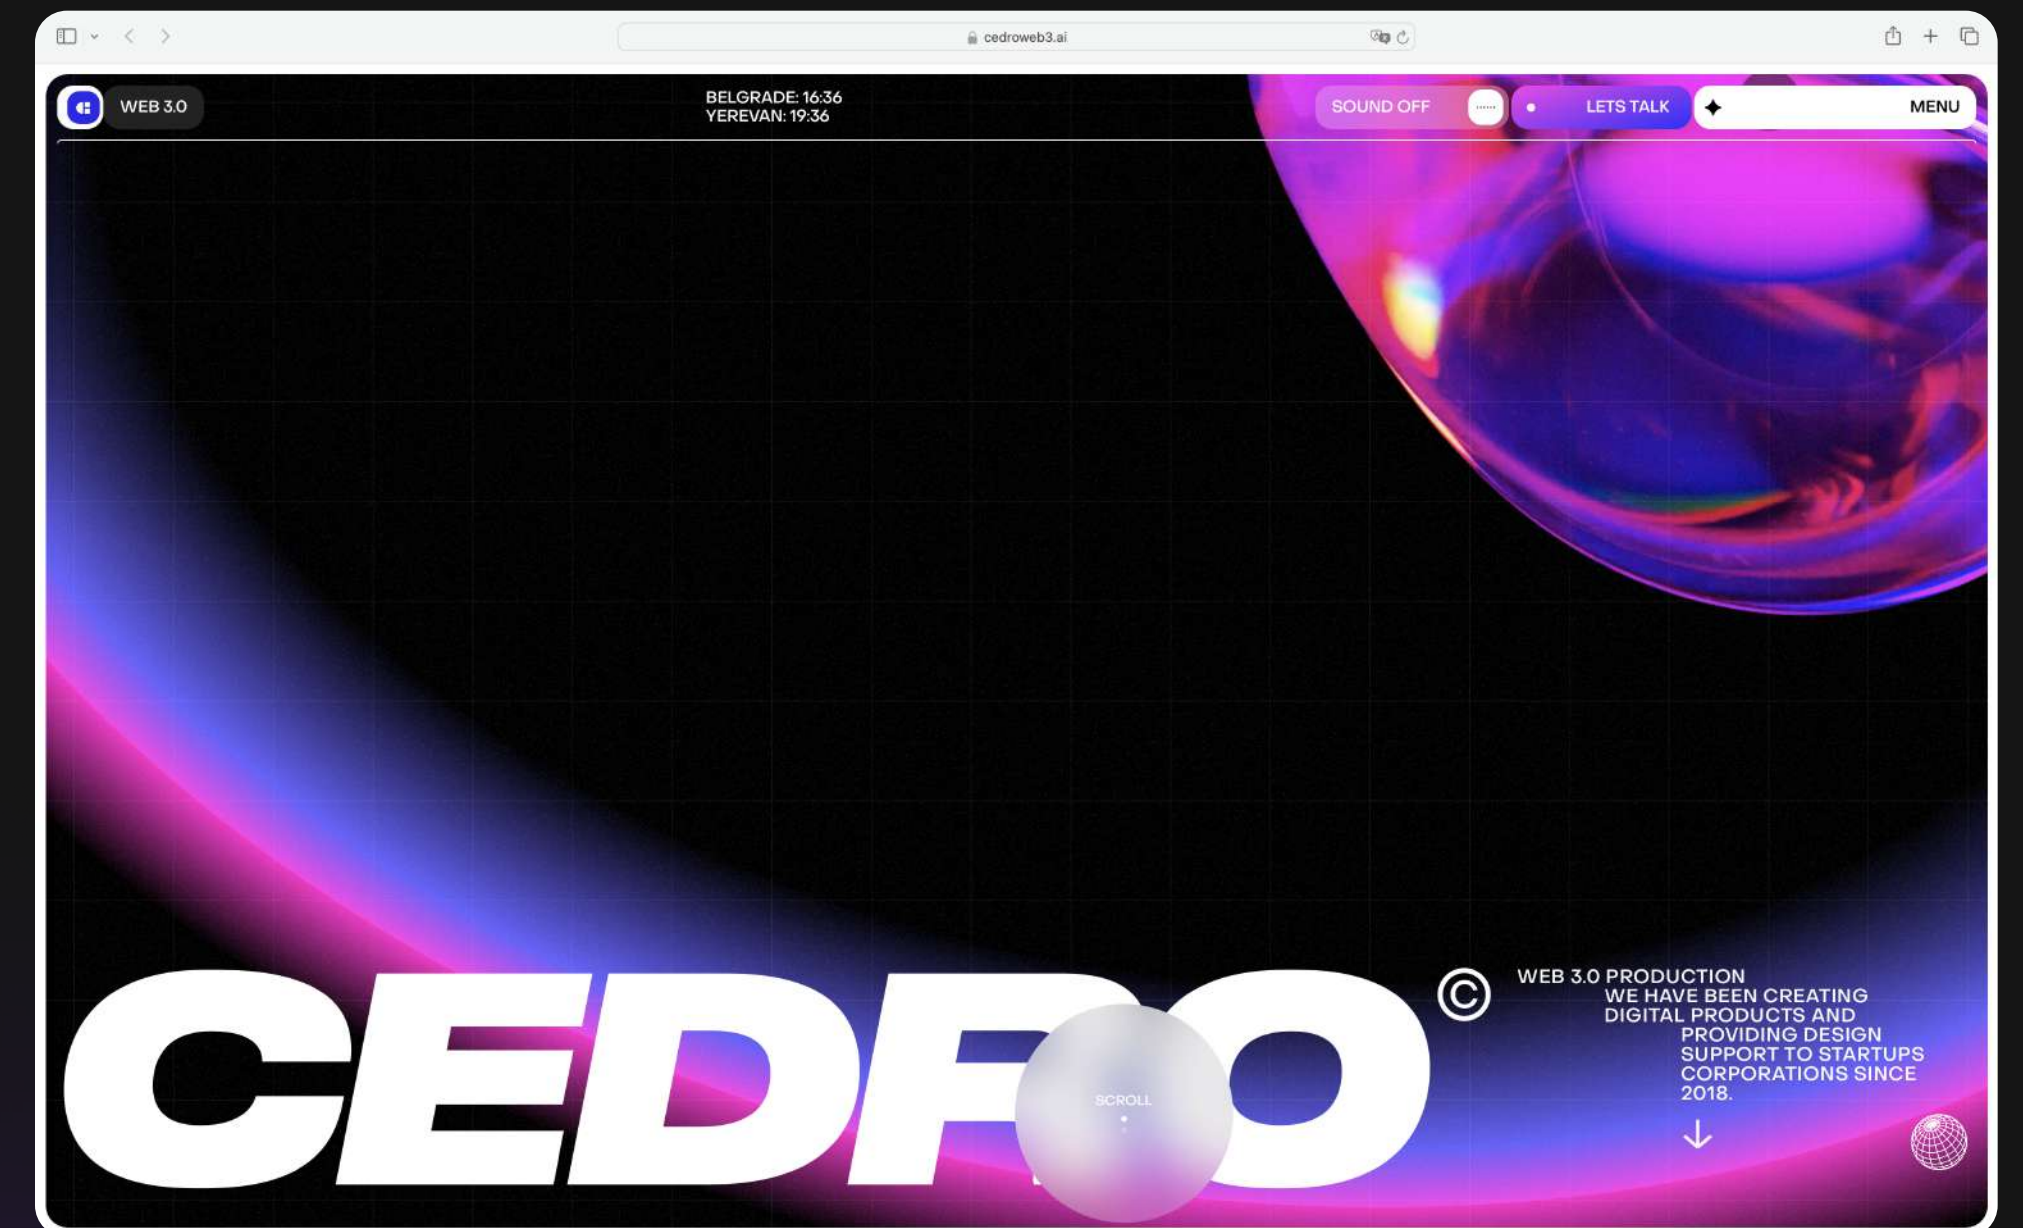 cedroweb3.ai
WEB 3.0
BELGRADE: 16:36
YEREVAN: 19:36
SOUND OFF
LETS TALK
MENU
CEDRO
©
WEB 3.0 PRODUCTION
WE HAVE BEEN CREATING
DIGITAL PRODUCTS AND
PROVIDING DESIGN
SUPPORT TO STARTUPS
CORPORATIONS SINCE
2018.
SCROLL